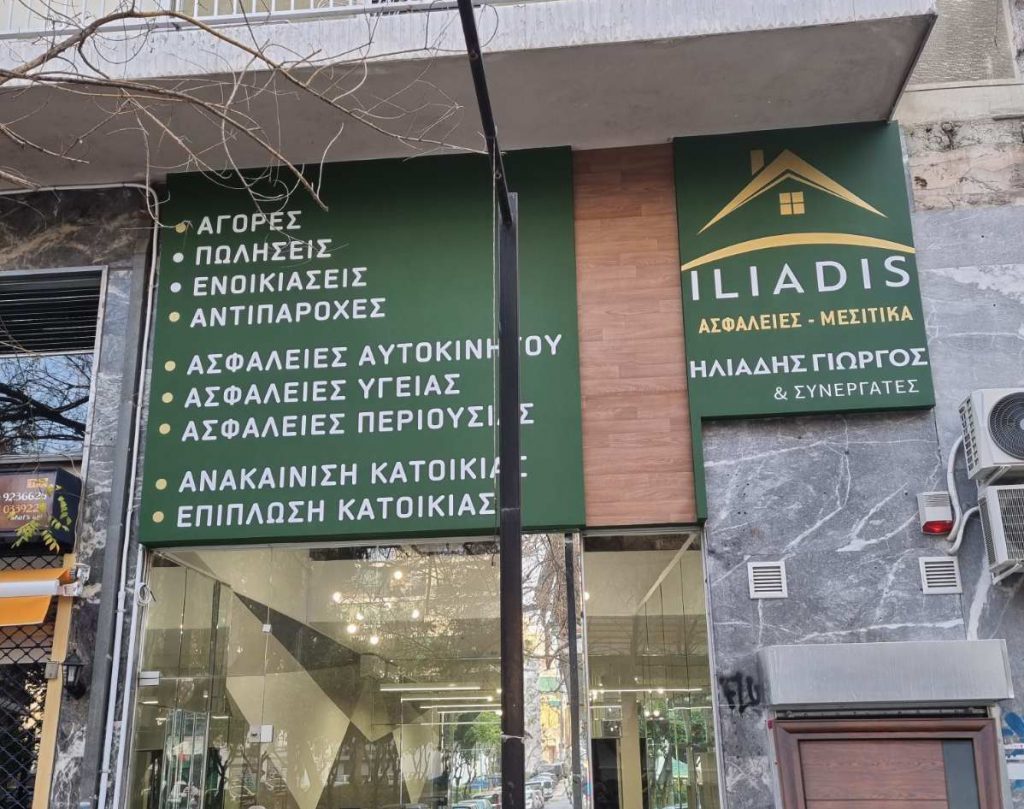 ΑΓΟΡΕΣ
ΠΩΛΗΣΕΙΣ
ΕΝΟΙΚΙΑΣΕΙΣ
ΑΝΤΙΠΑΡΟΧΕΣ
ΑΣΦΑΛΕΙΕΣ ΑΥΤΟΚΙΝΗΤΟΥ
ΑΣΦΑΛΕΙΕΣ ΥΓΕΙΑΣ
ΑΣΦΑΛΕΙΕΣ ΠΕΡΙΟΥΣΙΑΣ
ΑΝΑΚΑΙΝΙΣΗ ΚΑΤΟΙΚΙΑΣ
ΕΠΙΠΛΩΣΗ ΚΑΤΟΙΚΙΑΣ
ILIADIS
ΑΣΦΑΛΕΙΕΣ - ΜΕΣΙΤΙΚΑ
ΗΛΙΑΔΗΣ ΓΙΩΡΓΟΣ
& ΣΥΝΕΡΓΑΤΕΣ